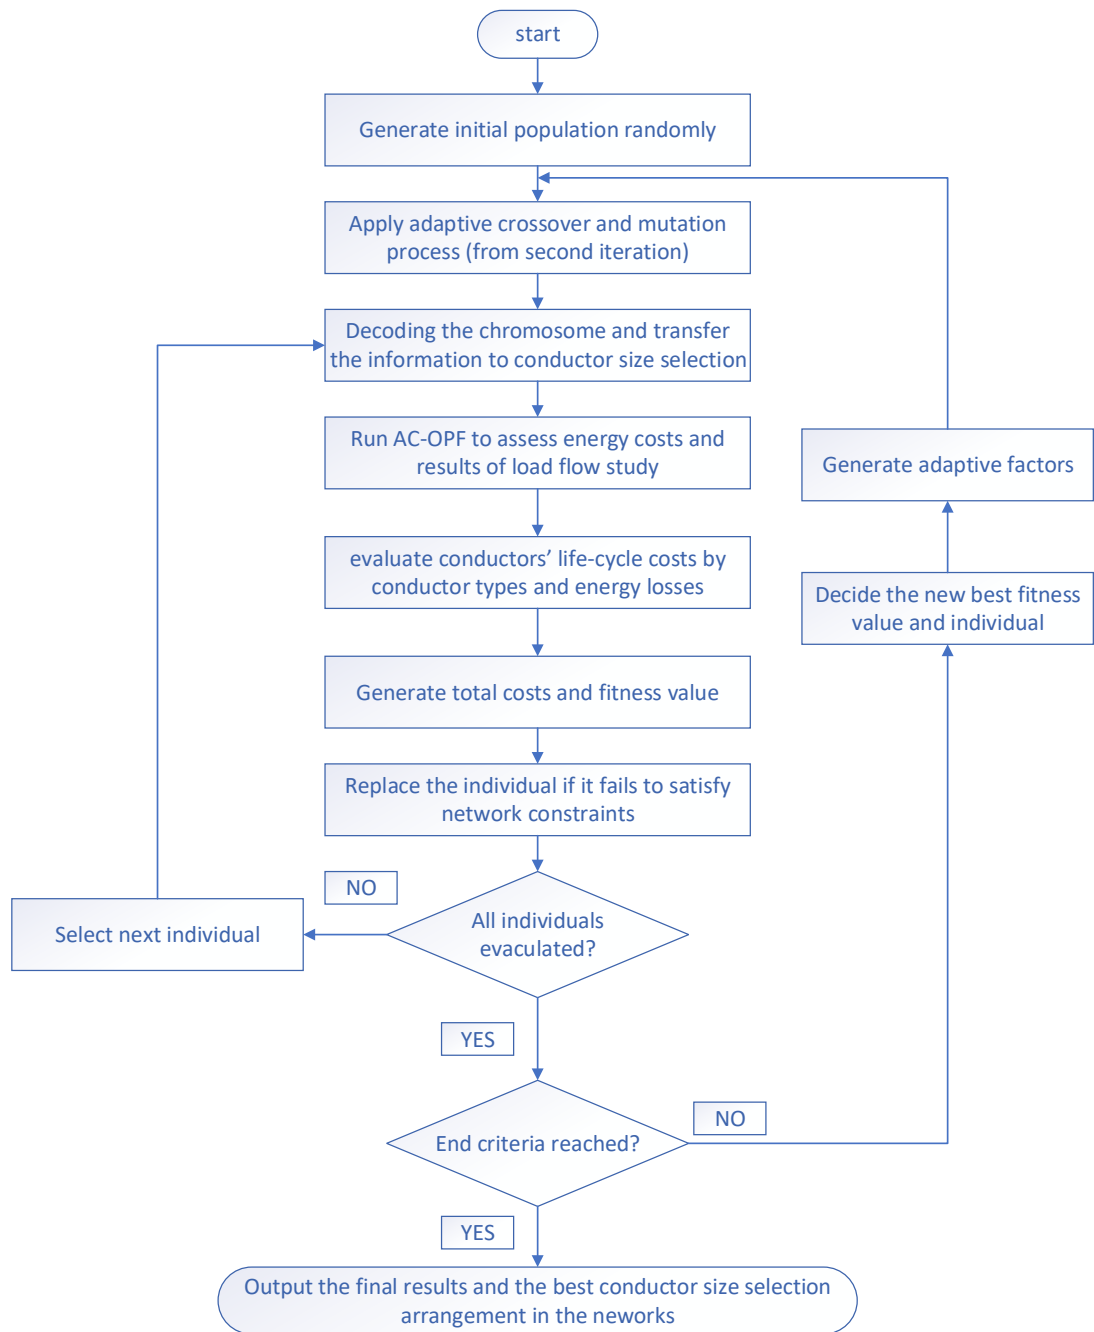 start
Generate initial population randomly
Apply adaptive crossover and mutation
process (from second iteration)
Decoding the chromosome and transfer
the information to conductor size selection
Run AC-OPF to assess energy costs and
results of load flow study
Generate adaptive factors
evaluate conductors’ life-cycle costs by
conductor types and energy losses
Decide the new best fitness
value and individual
Generate total costs and fitness value
Replace the individual if it fails to satisfy
network constraints
NO
Select next individual
All individuals
evaculated?
YES
NO
End criteria reached?
YES
Output the final results and the best conductor size selection
arrangement in the neworks